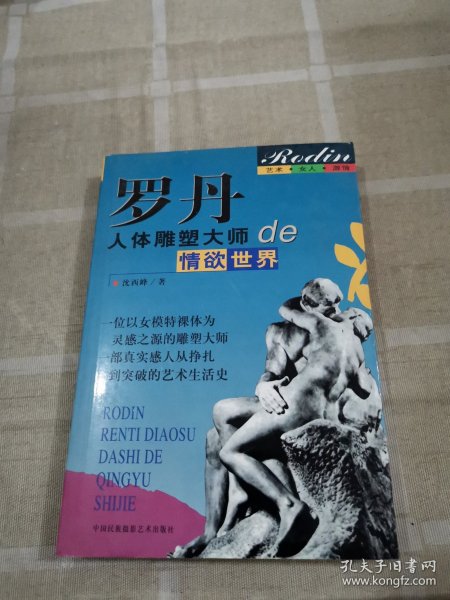 Rodin
艺术·女人·激情
罗丹
人体雕塑大师de
情欲世界
沈西峰/著
一位以女模特裸体为
灵感之源的雕塑大师
一部真实感人从挣扎
到突破的艺术生活史
RODIN
RENTI DIAOSU
DASHI DE
QINGYU
SHIJIE
中国民族摄影艺术出版社
孔夫子旧书网
www.kongfz.com